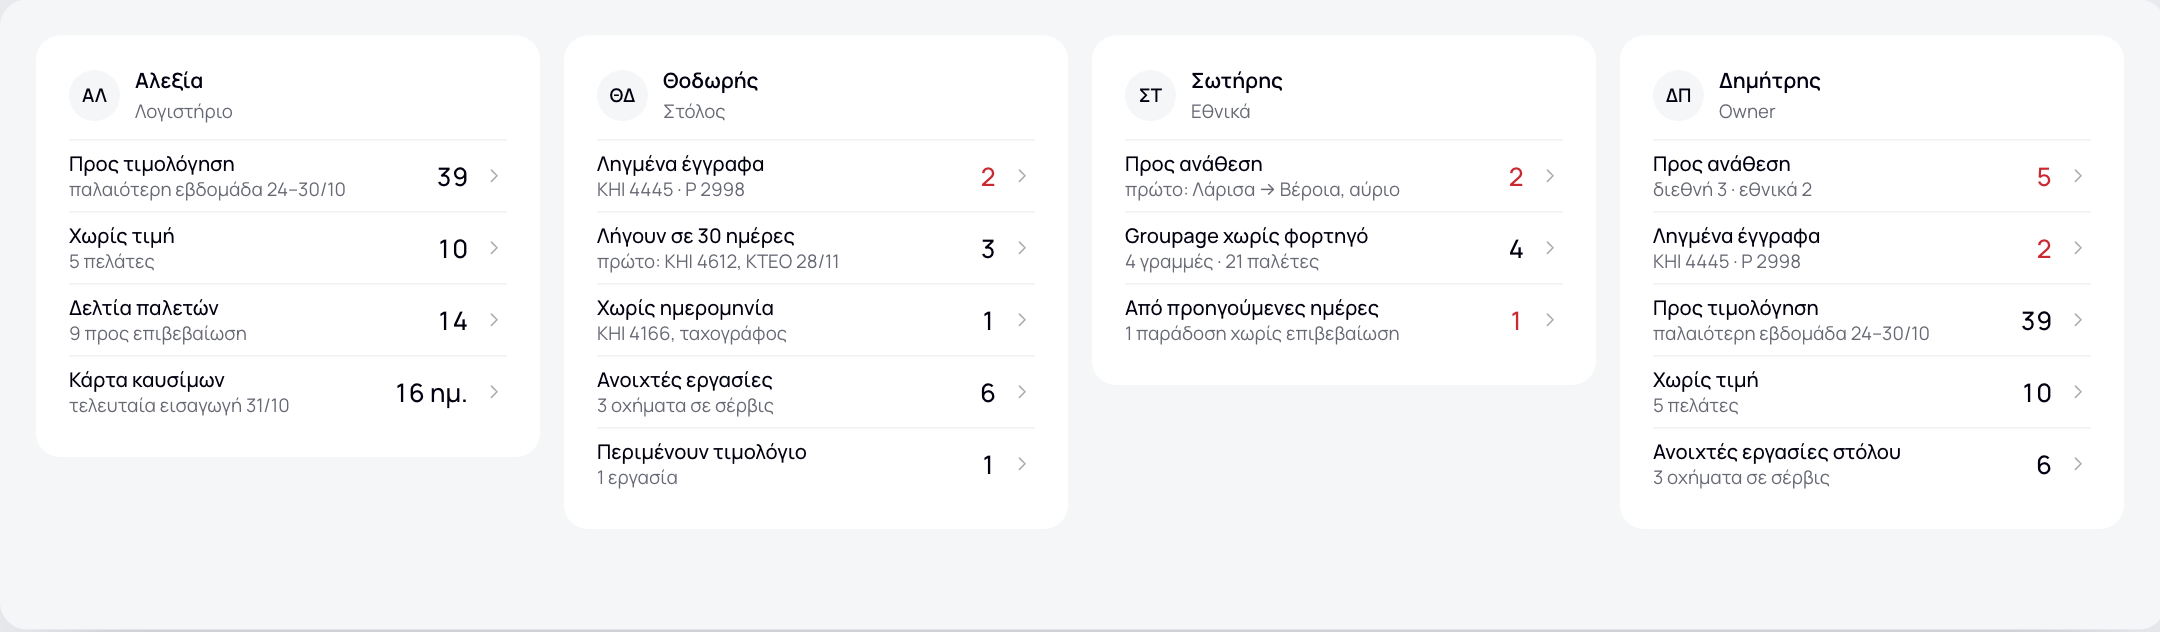 ΑΛ
Αλεξία
Λογιστήριο
Προς τιμολόγηση
παλαιότερη εβδομάδα 24–30/10
39
Χωρίς τιμή
5 πελάτες
10
Δελτία παλετών
9 προς επιβεβαίωση
14
Κάρτα καυσίμων
τελευταία εισαγωγή 31/10
16 ημ.
ΘΔ
Θοδωρής
Στόλος
Ληγμένα έγγραφα
ΚΗΙ 4445 · Ρ 2998
2
Λήγουν σε 30 ημέρες
πρώτο: ΚΗΙ 4612, ΚΤΕΟ 28/11
3
Χωρίς ημερομηνία
ΚΗΙ 4166, ταχογράφος
1
Ανοιχτές εργασίες
3 οχήματα σε σέρβις
6
Περιμένουν τιμολόγιο
1 εργασία
1
ΣΤ
Σωτήρης
Εθνικά
Προς ανάθεση
πρώτο: Λάρισα → Βέροια, αύριο
2
Groupage χωρίς φορτηγό
4 γραμμές · 21 παλέτες
4
Από προηγούμενες ημέρες
1 παράδοση χωρίς επιβεβαίωση
1
ΔΠ
Δημήτρης
Owner
Προς ανάθεση
διεθνή 3 · εθνικά 2
5
Ληγμένα έγγραφα
ΚΗΙ 4445 · Ρ 2998
2
Προς τιμολόγηση
παλαιότερη εβδομάδα 24–30/10
39
Χωρίς τιμή
5 πελάτες
10
Ανοιχτές εργασίες στόλου
3 οχήματα σε σέρβις
6